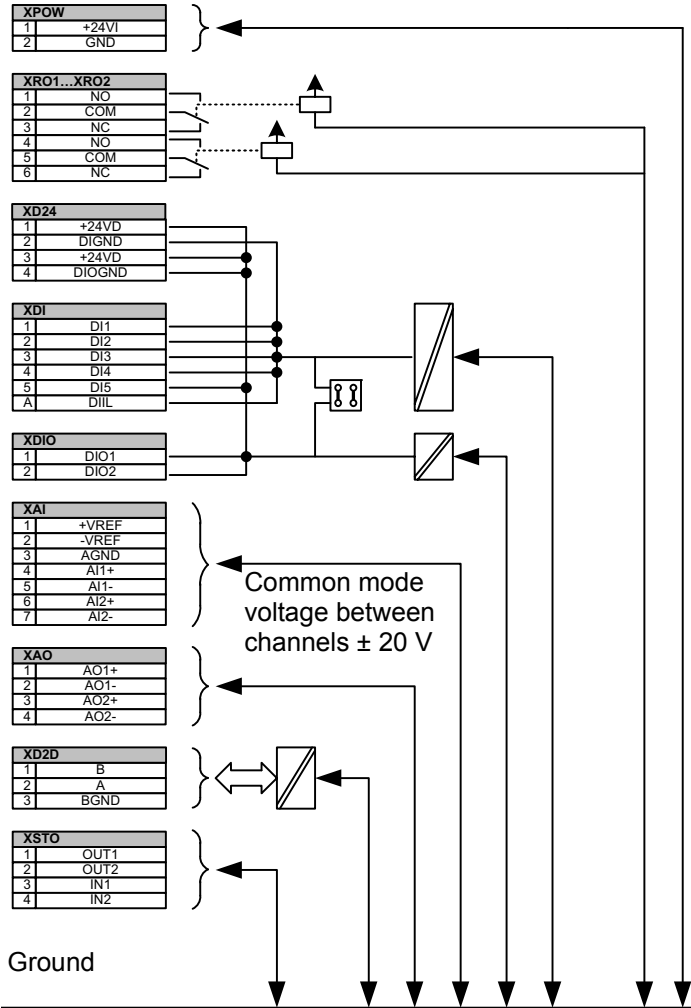 XPOW
1 +24VI
2 GND
XRO1...XRO2
1 NO
2 COM
3 NC
4 NO
5 COM
6 NC
XD24
1 +24VD
2 DIGND
3 +24VD
4 DIOGND
XDI
1 DI1
2 DI2
3 DI3
4 DI4
5 DI5
A DIIL
XDIO
1 DIO1
2 DIO2
XAI
1 +VREF
2 -VREF
3 AGND
4 AI1+
5 AI1-
6 AI2+
7 AI2-
Common mode
voltage between
channels ± 20 V
XAO
1 AO1+
2 AO1-
3 AO2+
4 AO2-
XD2D
1 B
2 A
3 BGND
XSTO
1 OUT1
2 OUT2
3 IN1
4 IN2
Ground